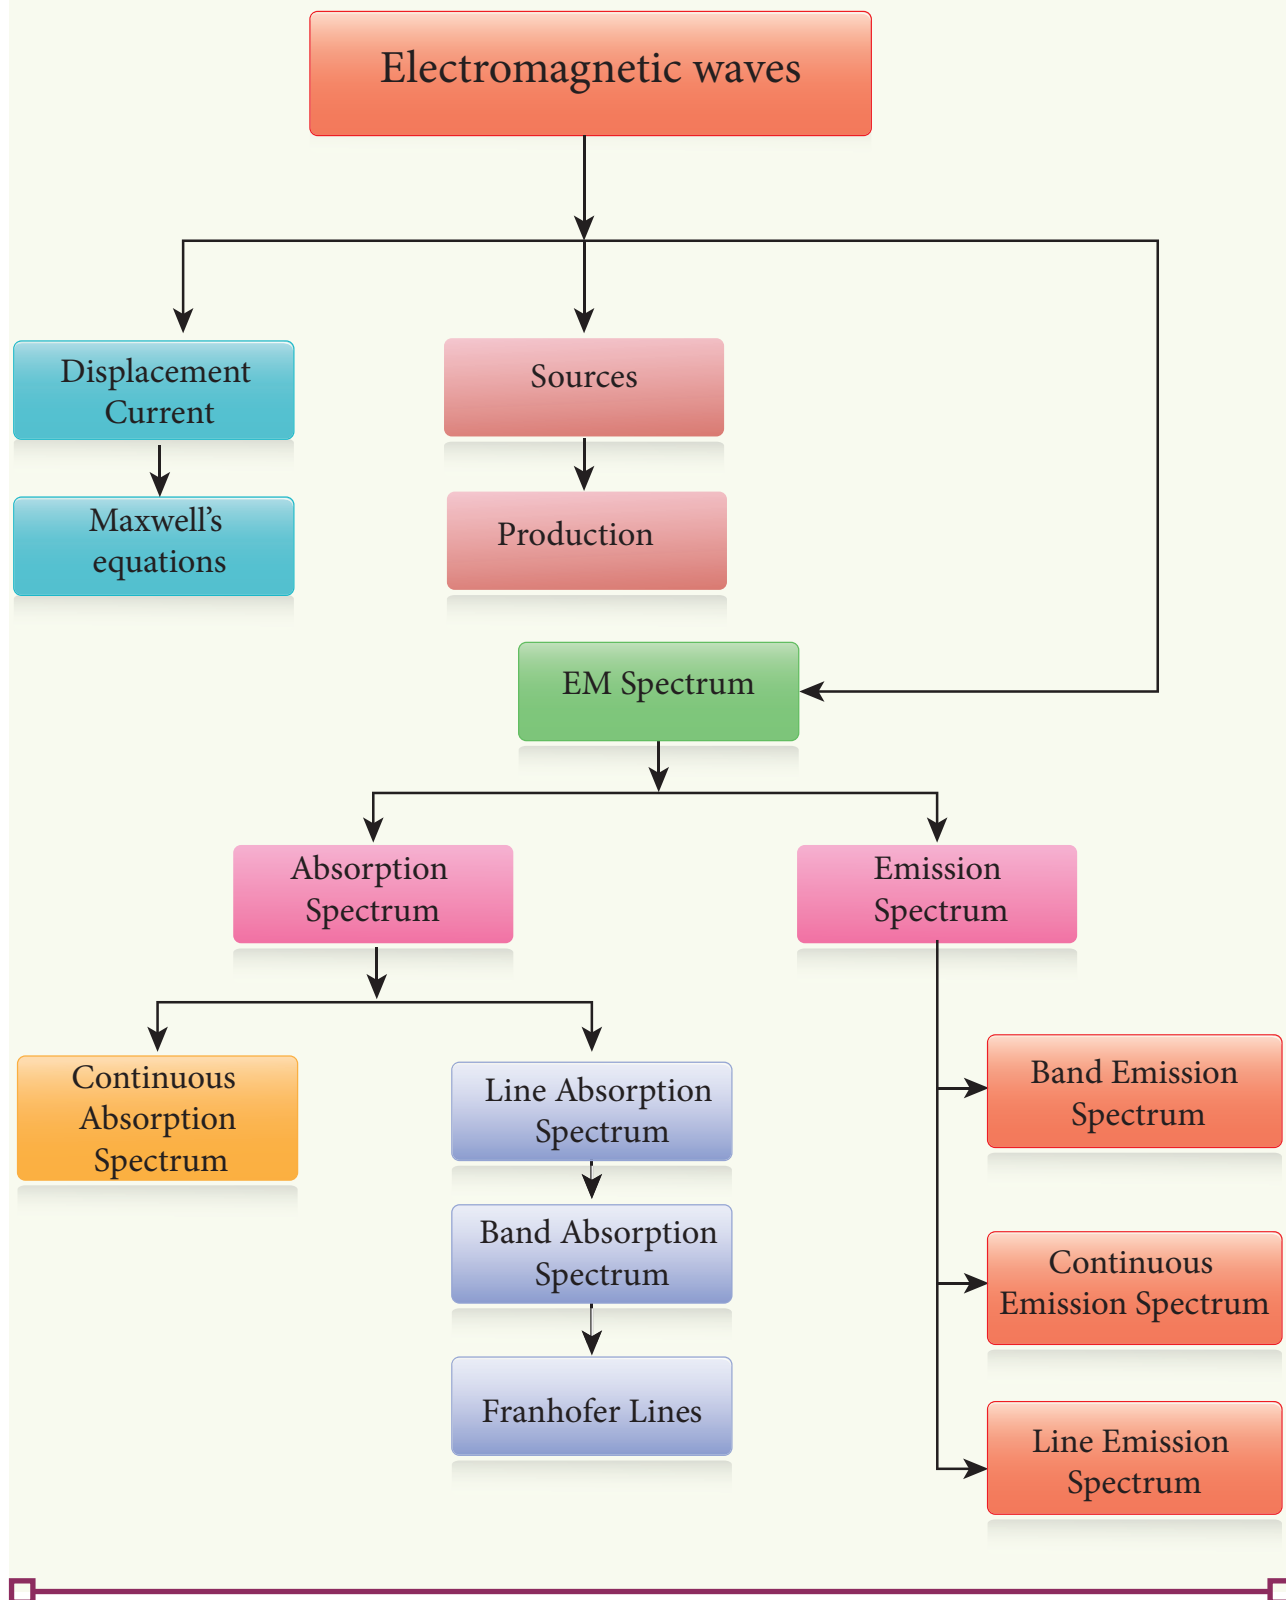 Electromagnetic waves
Displacement
Current
Sources
Maxwell's
equations
Production
EM Spectrum
Absorption
Spectrum
Emission
Spectrum
Continuous
Absorption
Spectrum
Line Absorption
Spectrum
Band Absorption
Spectrum
Franhofer Lines
Band Emission
Spectrum
Continuous
Emission Spectrum
Line Emission
Spectrum